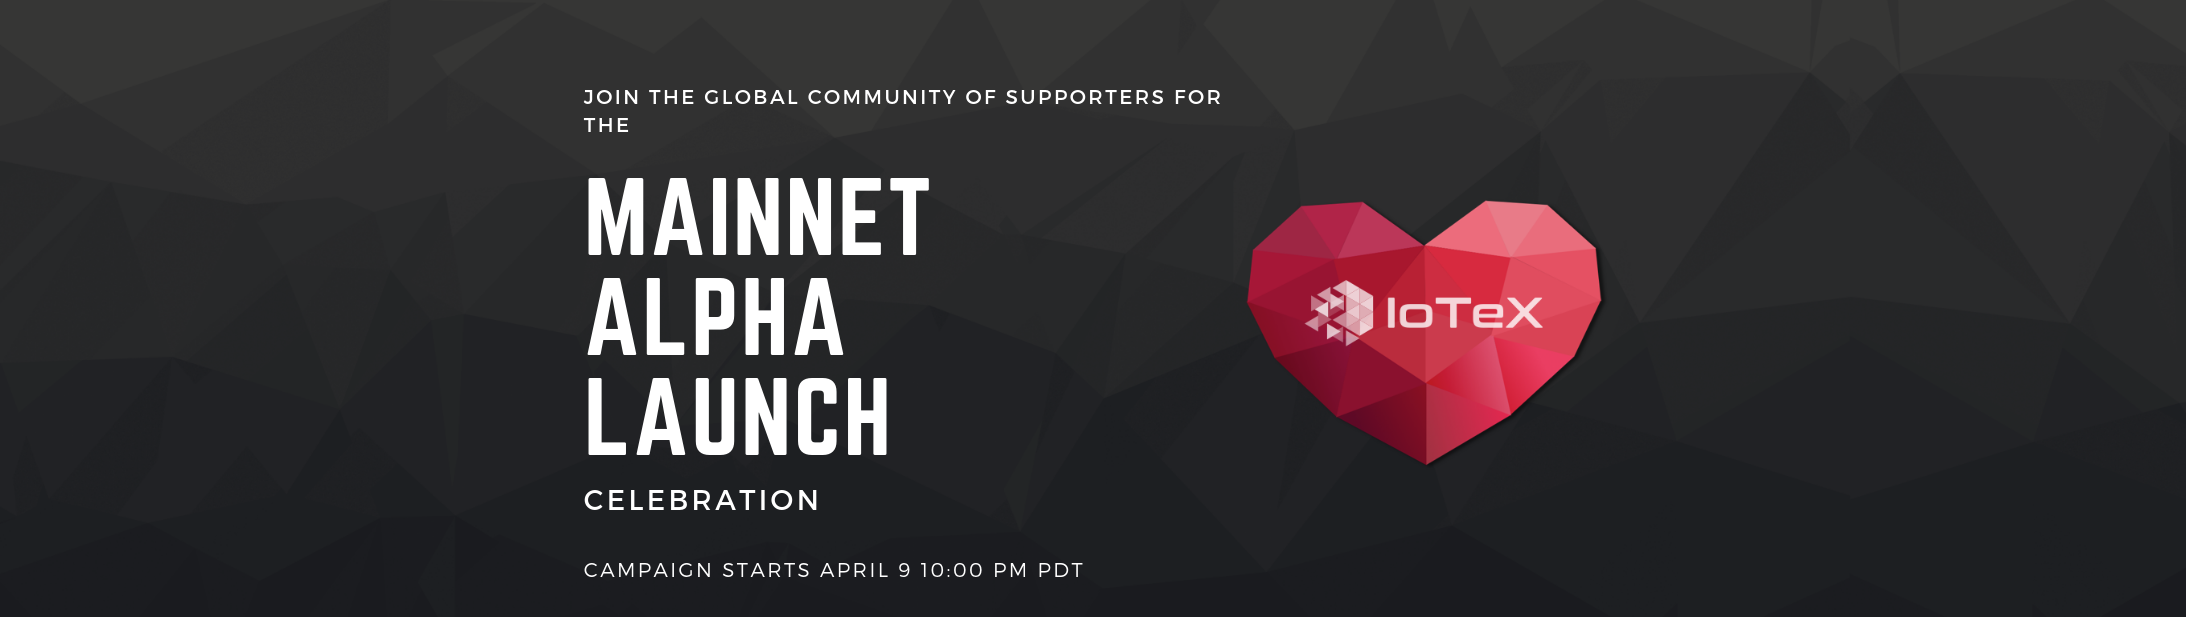 JOIN THE GLOBAL COMMUNITY OF SUPPORTERS FOR
THE
MAINNET
ALPHA
LAUNCH
CELEBRATION
CAMPAIGN STARTS APRIL 9 10:00 PM PDT
IoTeX